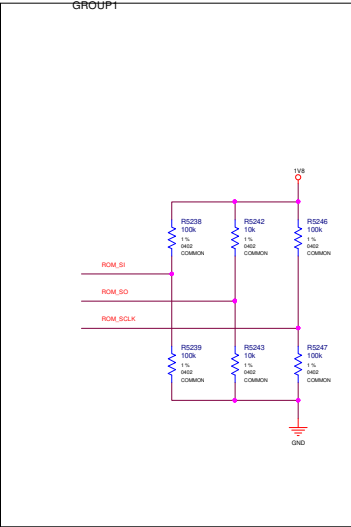 GROUP1
1V8
R5238
100k
1 %
0402
COMMON
R5242
10k
1 %
0402
COMMON
R5246
100k
1 %
0402
COMMON
ROM_SI
ROM_SO
ROM_SCLK
R5239
100k
1 %
0402
COMMON
R5243
10k
1 %
0402
COMMON
R5247
100k
1 %
0402
COMMON
GND